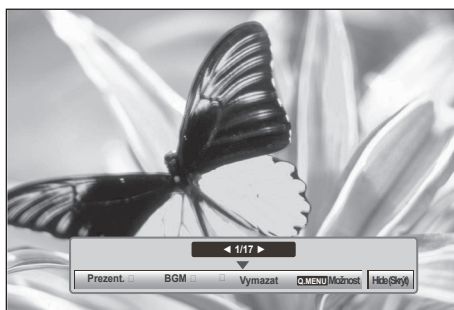 ◀ 1/17 ▶
Prezent. □ BGM □ □ Vymazat Q.MENU Možnost Hide (Skrýt)